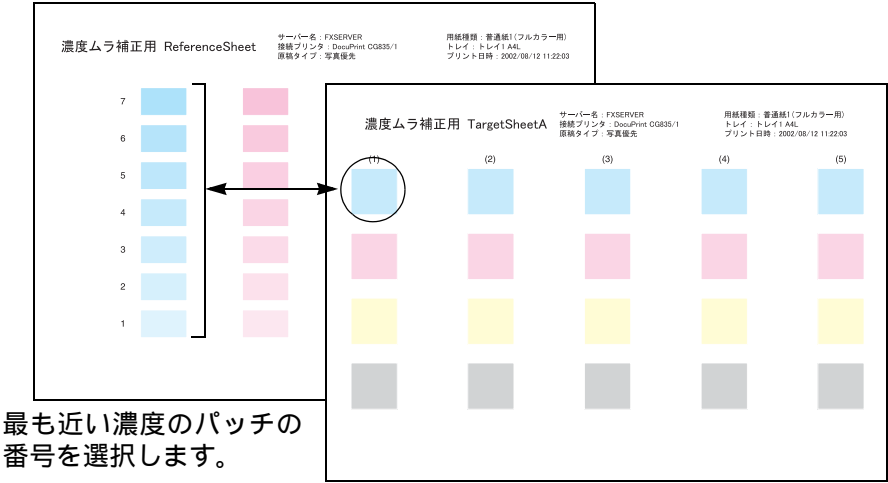 濃度ムラ補正用 ReferenceSheet
サーバー名：FXSERVER
接続プリンタ：DocuPrint CG835/1
原稿タイプ：写真優先
用紙種類：普通紙1（フルカラー用）
トレイ：トレイ1 A4L
プリント日時：2002/08/12 11:22:03
7
6
5
4
3
2
1
濃度ムラ補正用 TargetSheetA
サーバー名：FXSERVER
接続プリンタ：DocuPrint CG835/1
原稿タイプ：写真優先
用紙種類：普通紙1（フルカラー用）
トレイ：トレイ1 A4L
プリント日時：2002/08/12 11:22:03
(1) (2) (3) (4) (5)
最も近い濃度のパッチの
番号を選択します。